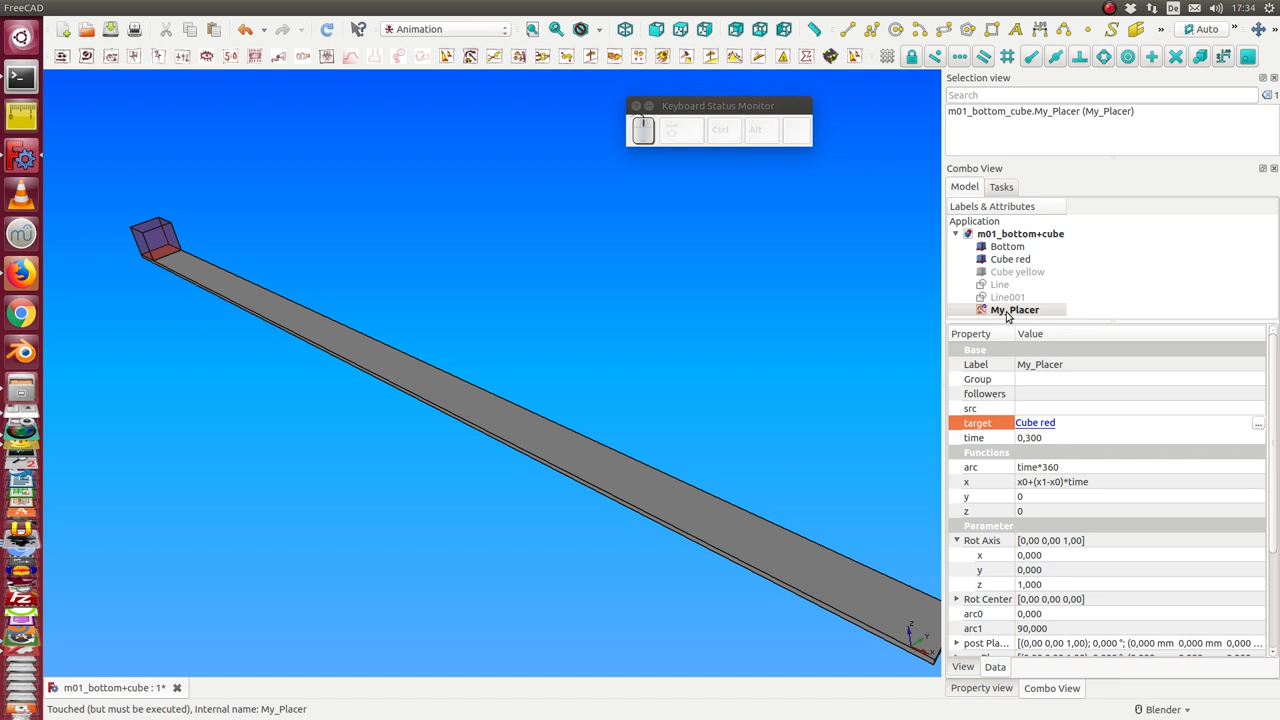 FreeCAD
De
17:34
Animation
Auto
Keyboard Status Monitor
Ctrl
Alt
Selection view
Search
1
m01_bottom_cube.My_Placer (My_Placer)
Combo View
Model
Tasks
Labels & Attributes
Application
m01_bottom+cube
Bottom
Cube red
Cube yellow
Line
Line001
My_Placer
Property Value
Base
Label My_Placer
Group
followers
src
target Cube red ...
time 0,300
Functions
arc time*360
x x0+(x1-x0)*time
y 0
z 0
Parameter
Rot Axis [0,00 0,00 1,00]
x 0,000
y 0,000
z 1,000
Rot Center [0,00 0,00 0,00]
arc0 0,000
arc1 90,000
post Pla... [(0,00 0,00 1,00); 0,000 °; (0,000 mm 0,000 mm 0,000 ...
View
Data
Z
Y
X
m01_bottom+cube : 1*
Property view
Combo View
Touched (but must be executed), Internal name: My_Placer
Blender